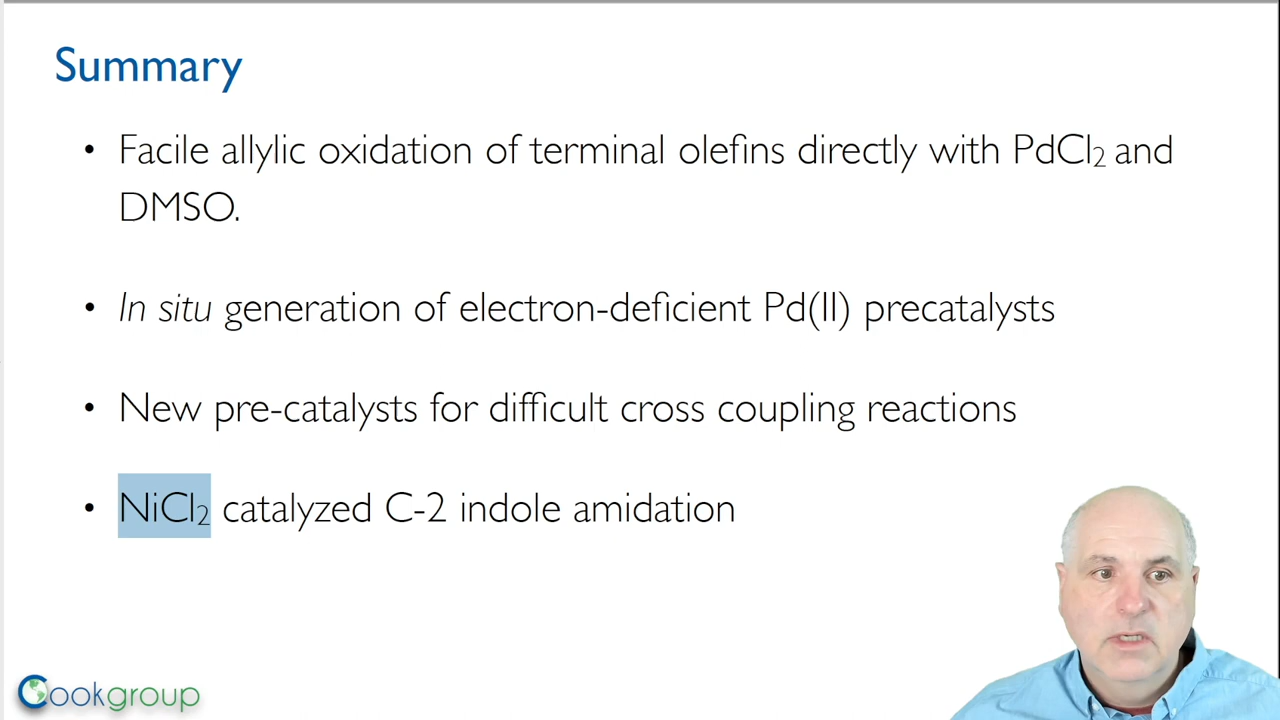 Summary
• Facile allylic oxidation of terminal olefins directly with PdCl₂ and
DMSO.
• In situ generation of electron-deficient Pd(II) precatalysts
• New pre-catalysts for difficult cross coupling reactions
• NiCl₂ catalyzed C-2 indole amidation
Cookgroup